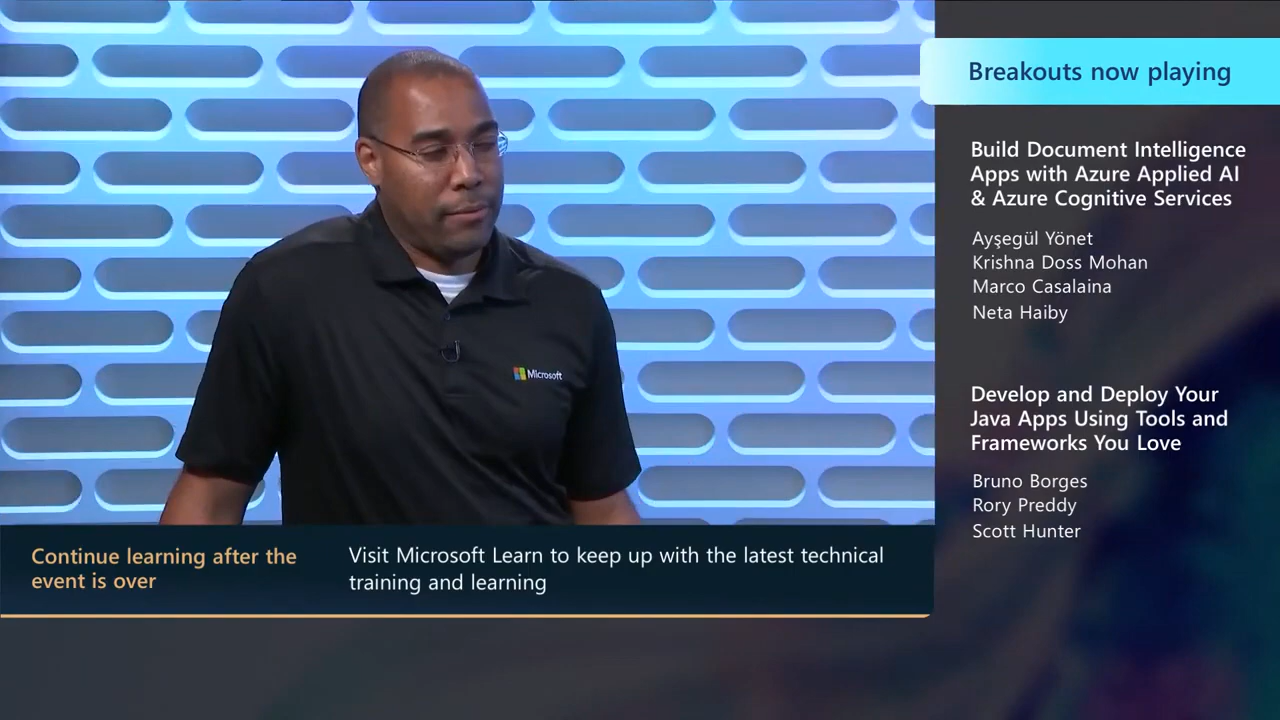 Breakouts now playing
Build Document Intelligence
Apps with Azure Applied AI
& Azure Cognitive Services
Ayşegül Yönet
Krishna Doss Mohan
Marco Casalaina
Neta Haiby
Develop and Deploy Your
Java Apps Using Tools and
Frameworks You Love
Bruno Borges
Rory Preddy
Scott Hunter
Microsoft
Continue learning after the
event is over
Visit Microsoft Learn to keep up with the latest technical
training and learning